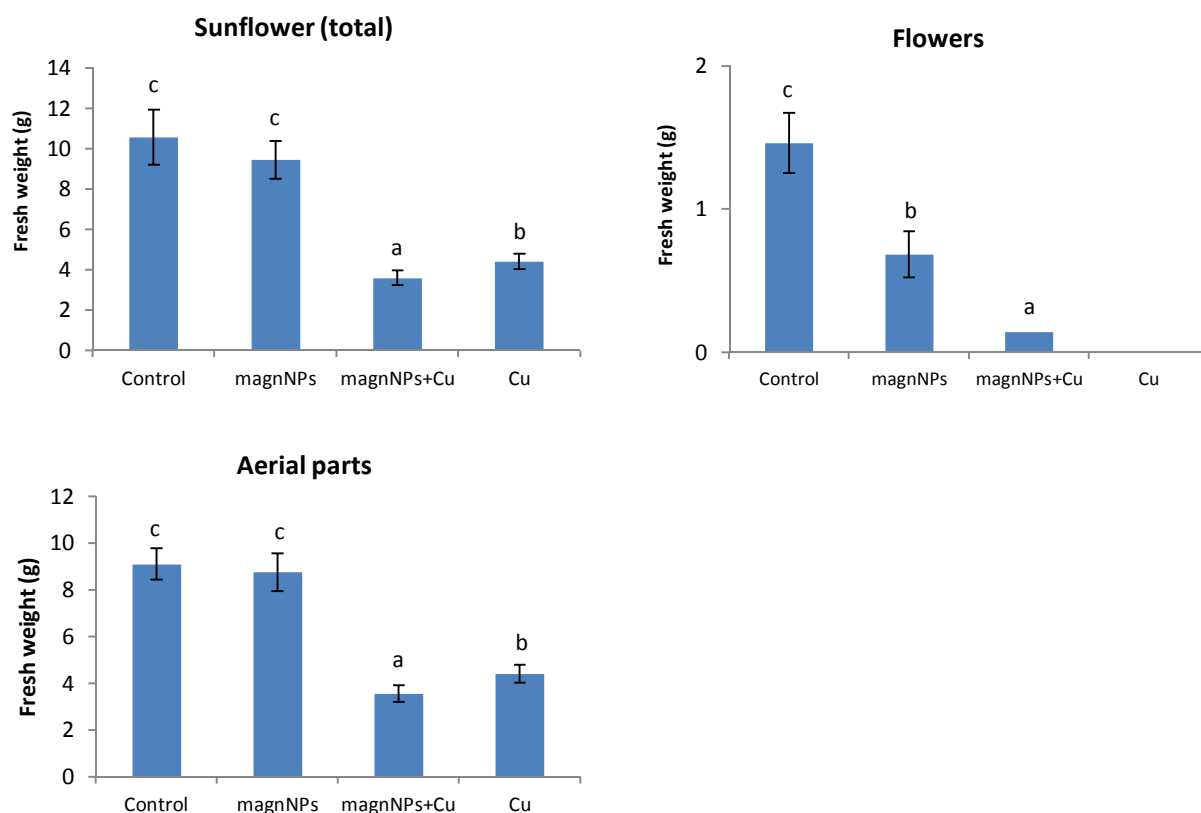 Sunflower (total)
Fresh weight (g)
14
12
10
8
6
4
2
0
c
c
a
b
Control
magnNPs
magnNPs+Cu
Cu
Flowers
Fresh weight (g)
2
1
0
c
b
a
Control
magnNPs
magnNPs+Cu
Cu
Aerial parts
Fresh weight (g)
12
10
8
6
4
2
0
c
c
a
b
Control
magnNPs
magnNPs+Cu
Cu